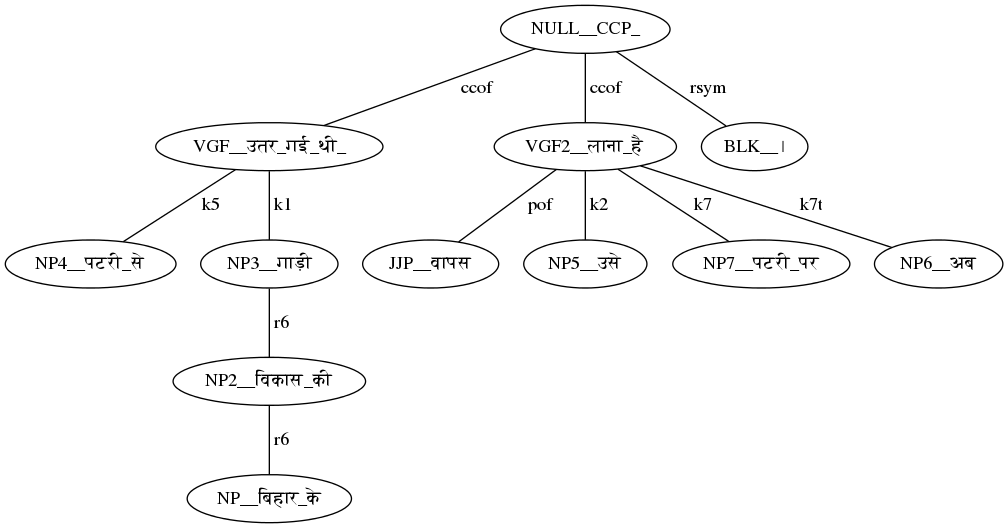 NULL__CCP_
ccof ccof rsym
VGF__उतर_गई_थी_ VGF2__लाना_है BLK__।
k5 k1 pof k2 k7 k7t
NP4__पटरी_से NP3__गाड़ी JJP__वापस NP5__उसे NP7__पटरी_पर NP6__अब
r6
NP2__विकास_की
r6
NP__बिहार_के